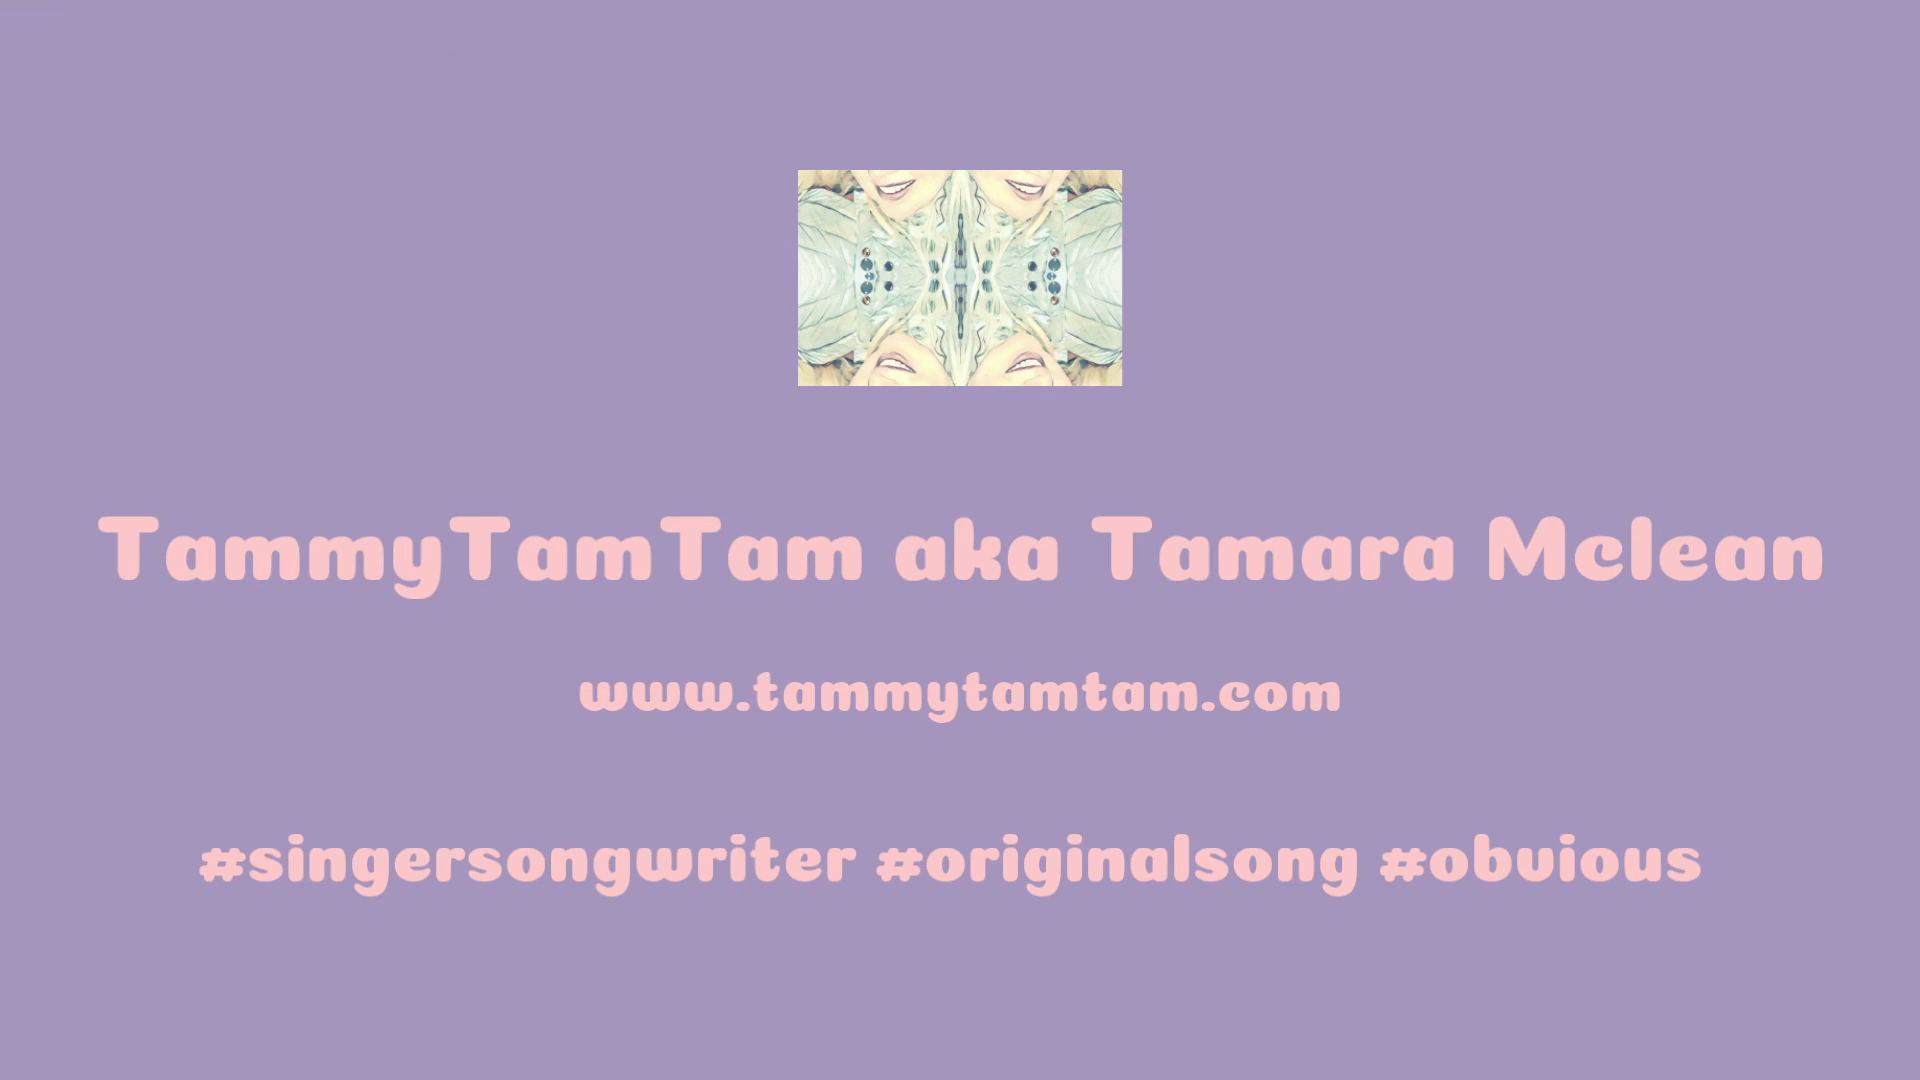 TammyTamTam aka Tamara Mclean
www.tammytamtam.com
#singersongwriter #originalsong #obvious